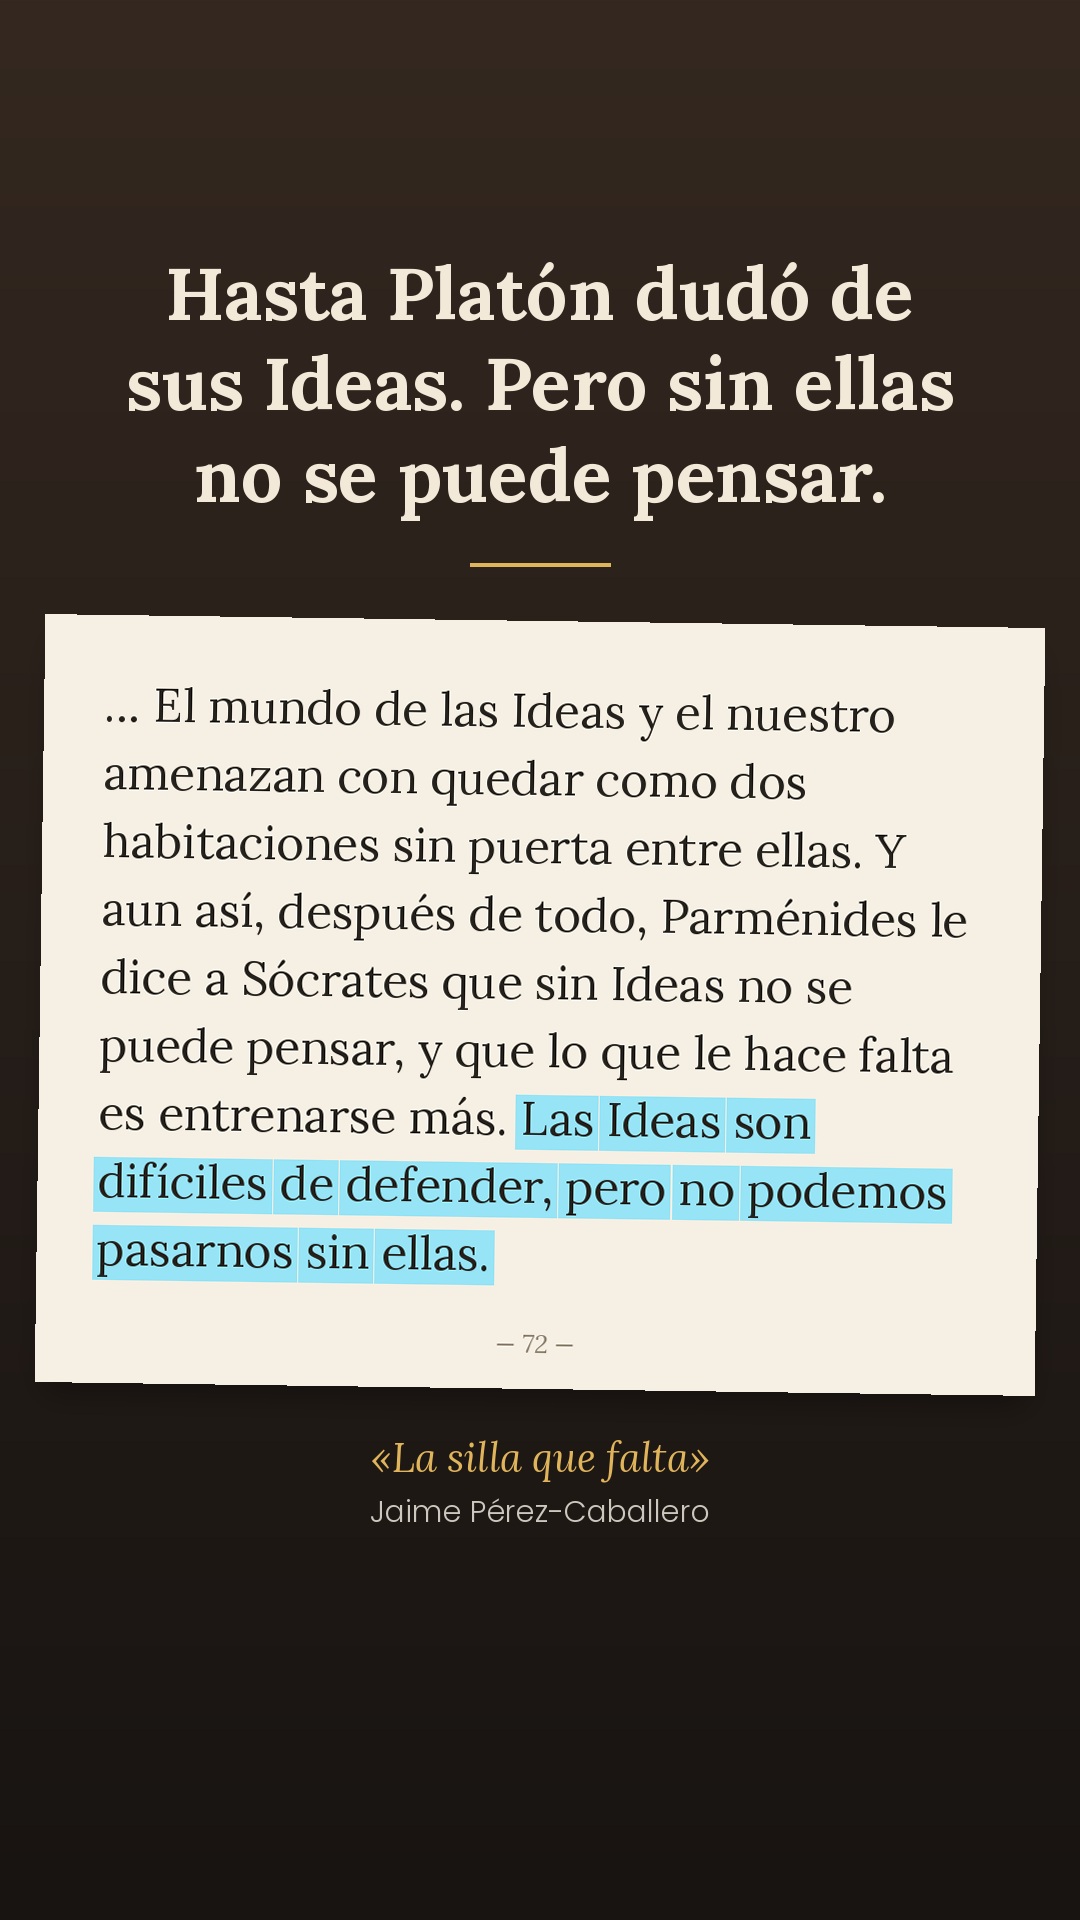 Hasta Platón dudó de
sus Ideas. Pero sin ellas
no se puede pensar.
... El mundo de las Ideas y el nuestro
amenazan con quedar como dos
habitaciones sin puerta entre ellas. Y
aun así, después de todo, Parménides le
dice a Sócrates que sin Ideas no se
puede pensar, y que lo que le hace falta
es entrenarse más. Las Ideas son
difíciles de defender, pero no podemos
pasarnos sin ellas.
— 72 —
«La silla que falta»
Jaime Pérez-Caballero